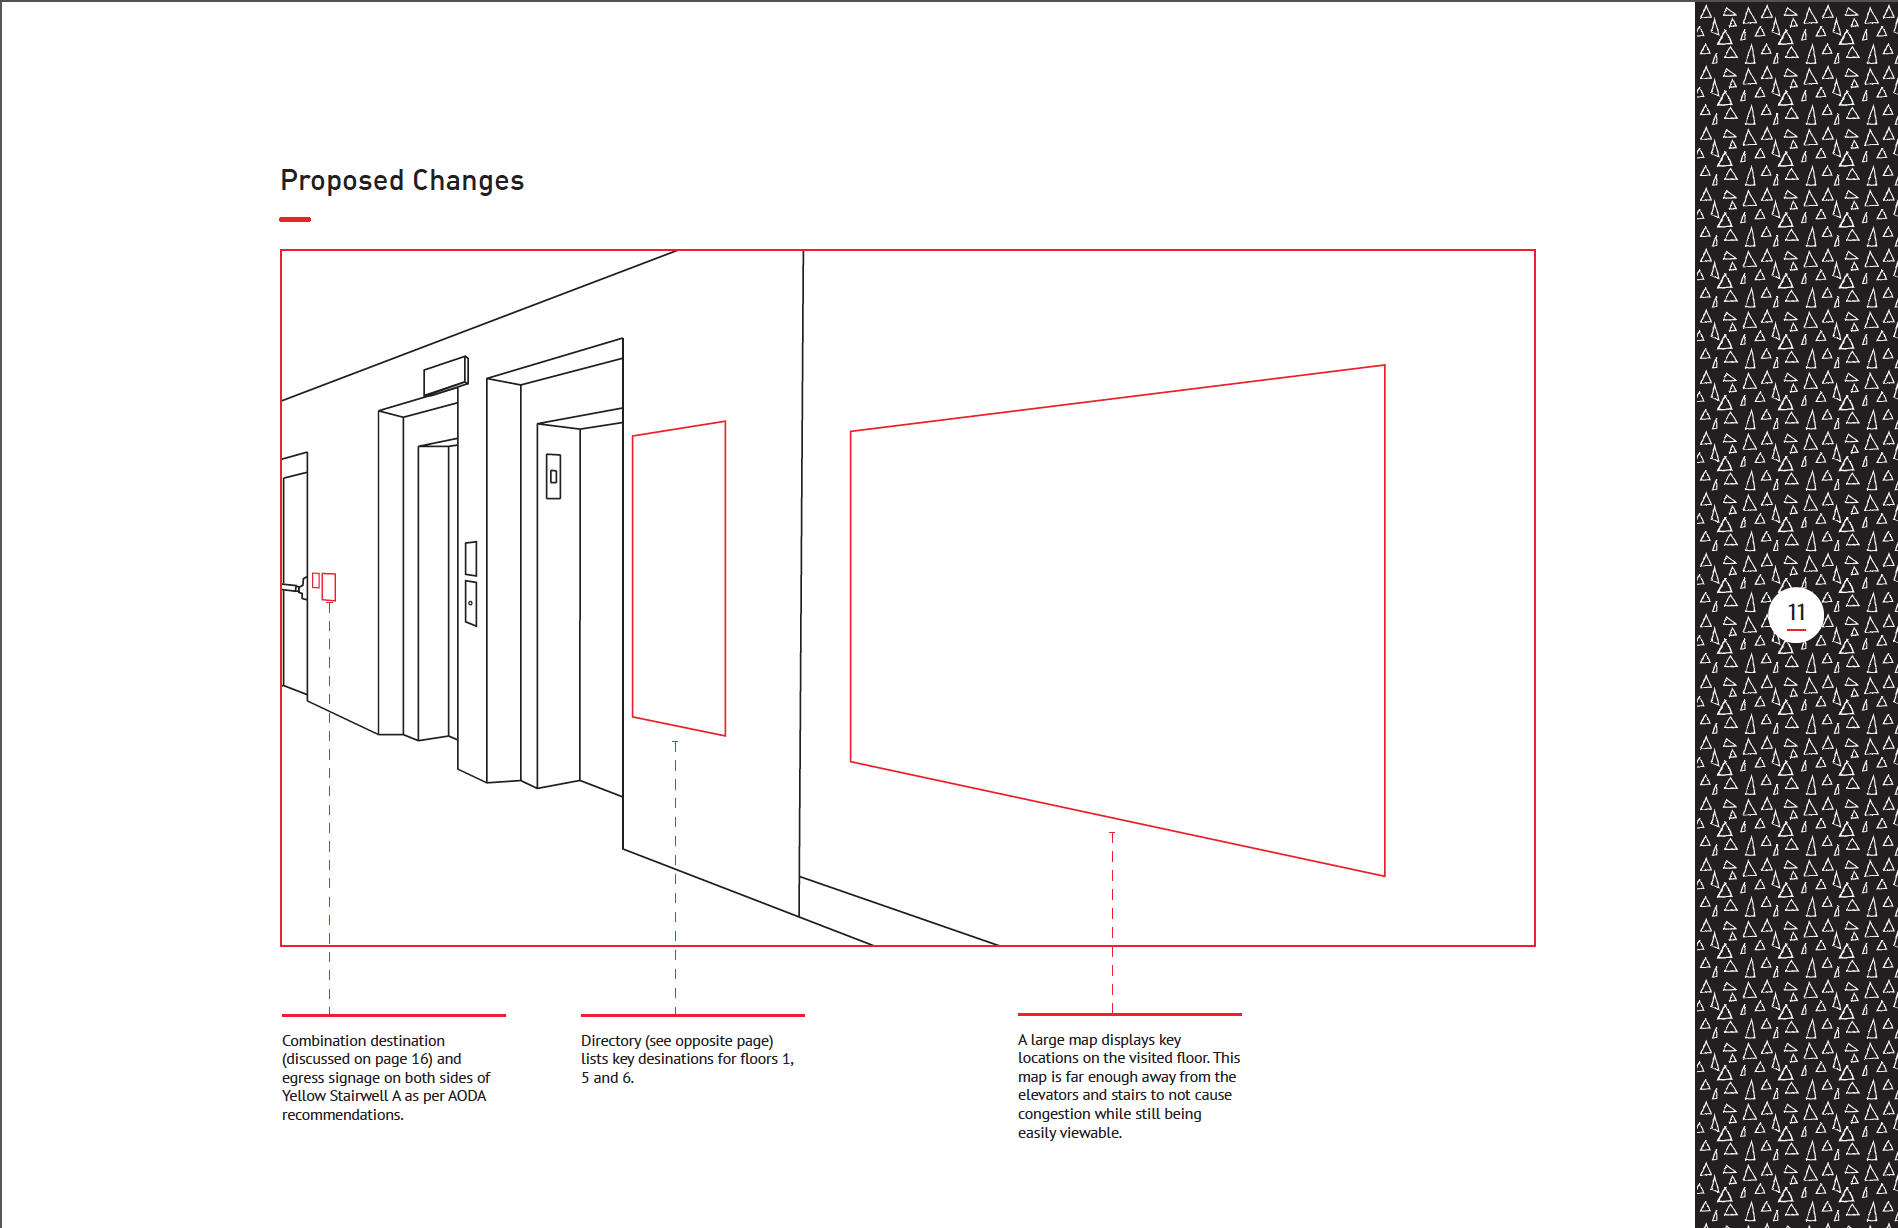 Proposed Changes
11
Combination destination
(discussed on page 16) and
egress signage on both sides of
Yellow Stairwell A as per AODA
recommendations.
Directory (see opposite page)
lists key desinations for floors 1,
5 and 6.
A large map displays key
locations on the visited floor. This
map is far enough away from the
elevators and stairs to not cause
congestion while still being
easily viewable.